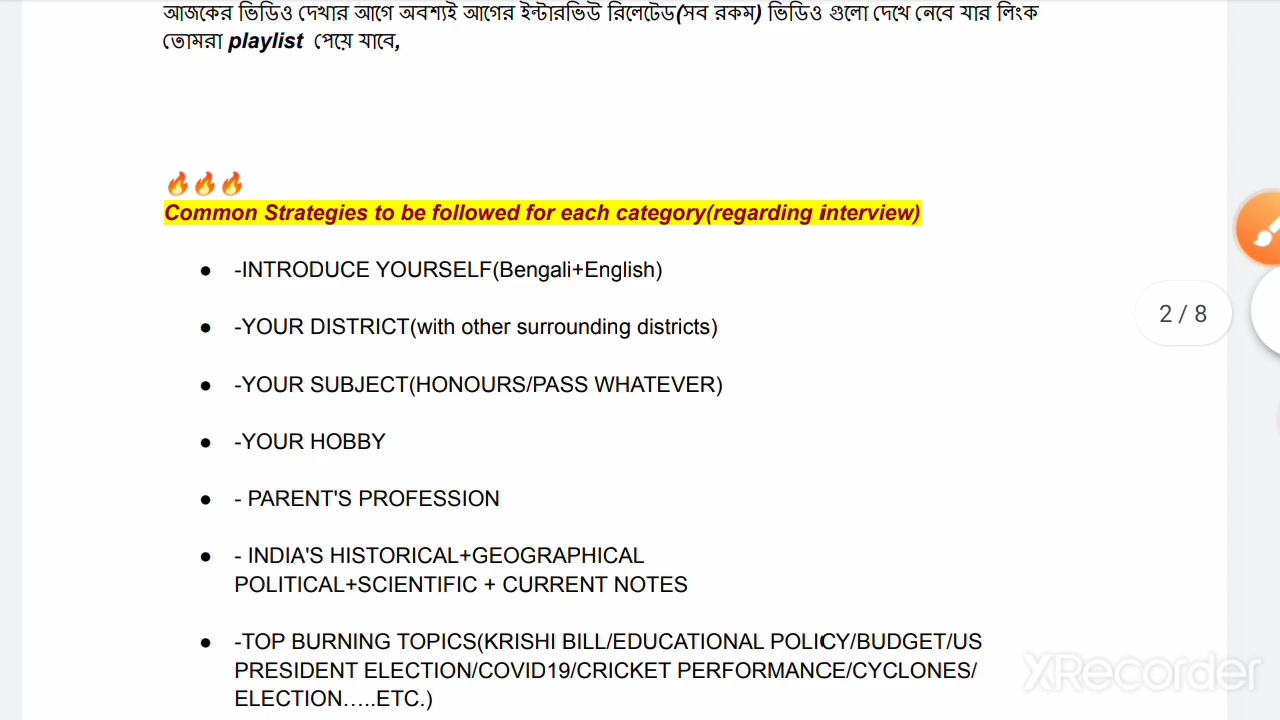 আজকের ভিডিও দেখার আগে অবশ্যই আগের ইন্টারভিউ রিলেটেড(সব রকম) ভিডিও গুলো দেখে নেবে যার লিংক
তোমরা playlist পেয়ে যাবে,
🔥🔥🔥
Common Strategies to be followed for each category(regarding interview)
● -INTRODUCE YOURSELF(Bengali+English)
● -YOUR DISTRICT(with other surrounding districts)
2 / 8
● -YOUR SUBJECT(HONOURS/PASS WHATEVER)
● -YOUR HOBBY
● - PARENT'S PROFESSION
● - INDIA'S HISTORICAL+GEOGRAPHICAL
POLITICAL+SCIENTIFIC + CURRENT NOTES
● -TOP BURNING TOPICS(KRISHI BILL/EDUCATIONAL POLICY/BUDGET/US
PRESIDENT ELECTION/COVID19/CRICKET PERFORMANCE/CYCLONES/
ELECTION…..ETC.)
XRecorder